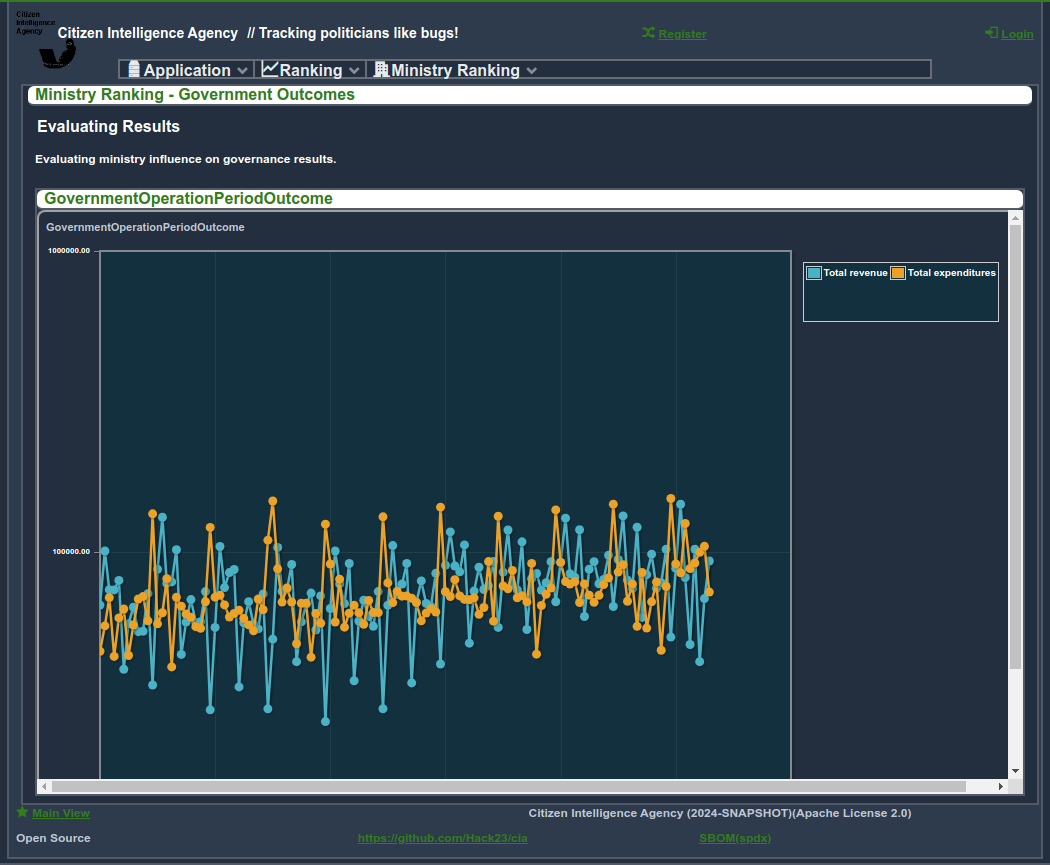 Citizen
Intelligence
Agency
Citizen Intelligence Agency // Tracking politicians like bugs!
Register
Login
Application
Ranking
Ministry Ranking
Ministry Ranking - Government Outcomes
Evaluating Results
Evaluating ministry influence on governance results.
GovernmentOperationPeriodOutcome
GovernmentOperationPeriodOutcome
1000000.00
Total revenue
Total expenditures
100000.00
Main View
Citizen Intelligence Agency (2024-SNAPSHOT)(Apache License 2.0)
Open Source
https://github.com/Hack23/cia
SBOM(spdx)